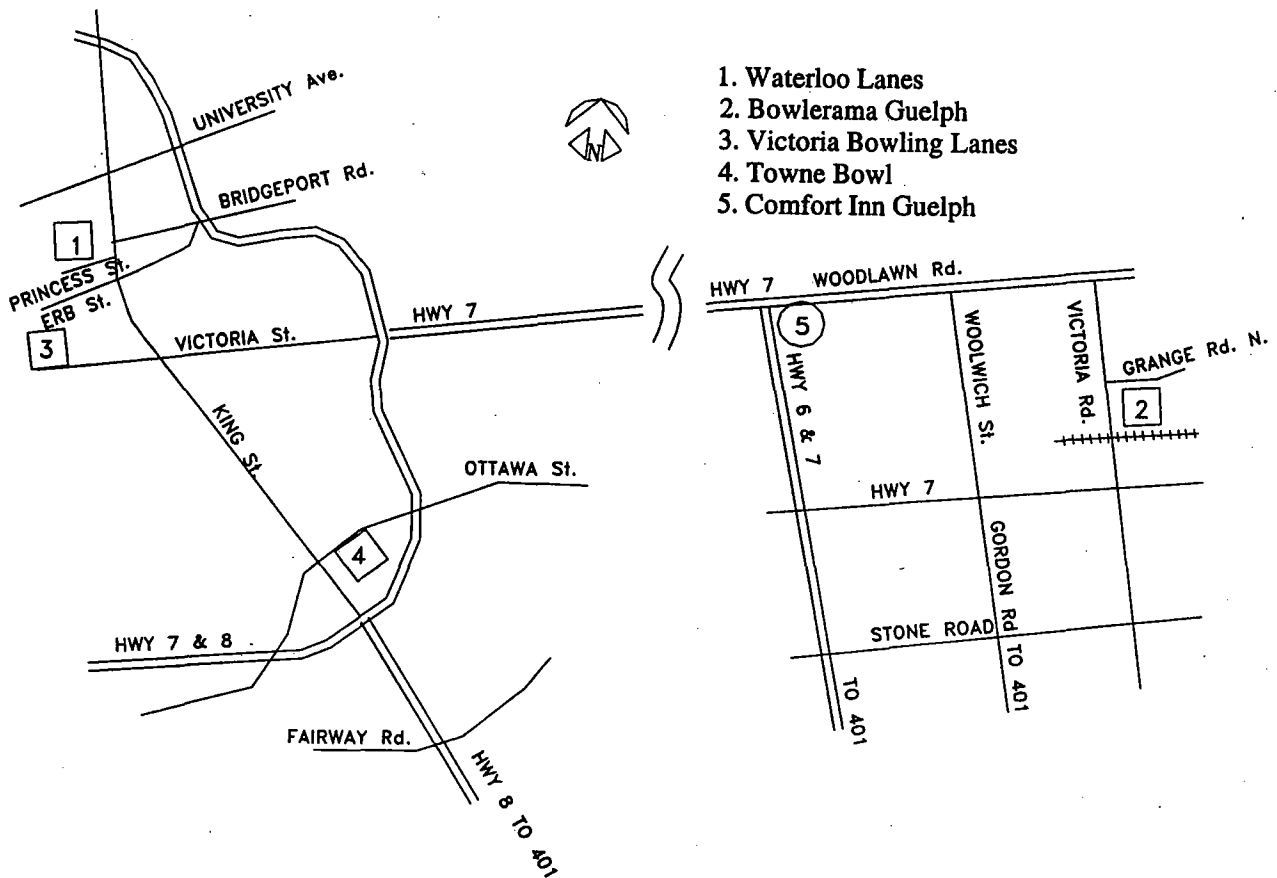 1. Waterloo Lanes
2. Bowlerama Guelph
3. Victoria Bowling Lanes
4. Towne Bowl
5. Comfort Inn Guelph
UNIVERSITY Ave.
BRIDGEPORT Rd.
N
1
PRINCESS St.
ERB St.
3
VICTORIA St.
HWY 7
KING St.
OTTAWA St.
4
HWY 7 & 8
FAIRWAY Rd.
HWY 8 TO 401
HWY 7
WOODLAWN Rd.
5
HWY 6 & 7
WOOLWICH St.
VICTORIA Rd.
GRANGE Rd. N.
2
HWY 7
GORDON Rd TO 401
STONE ROAD
TO 401